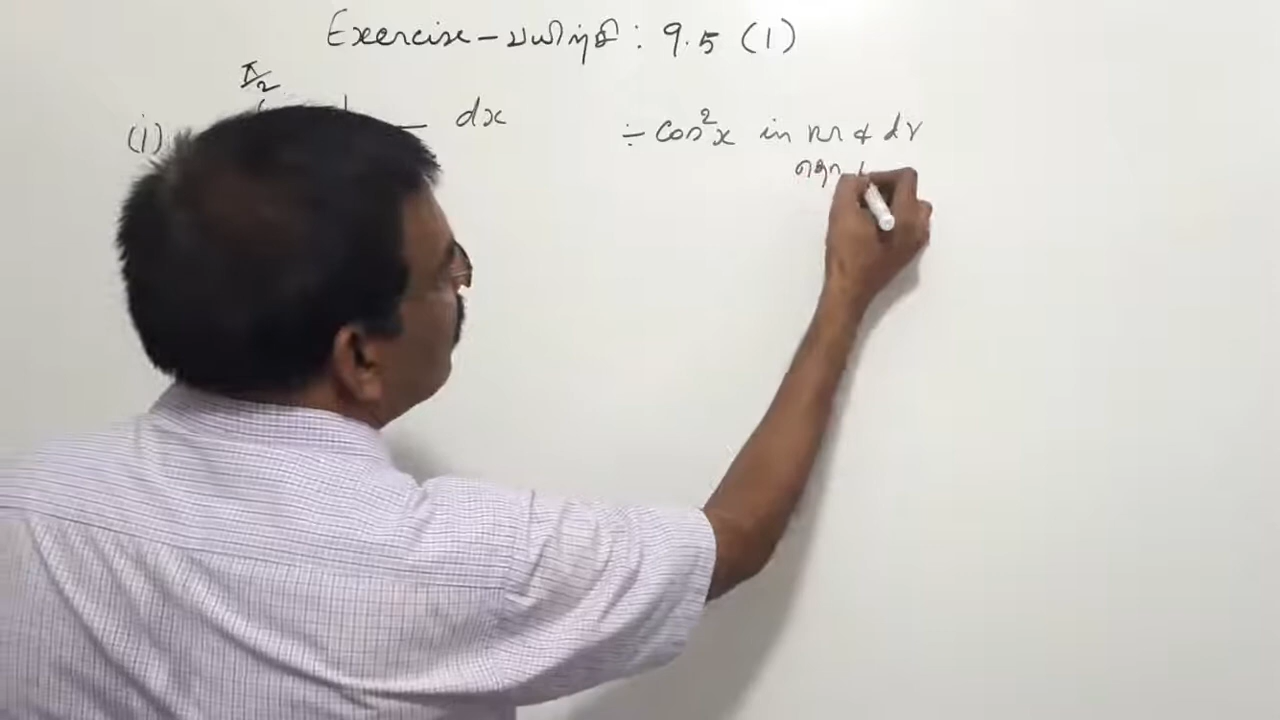 Exercise – பயிற்சி : 9.5 (1)
π/2
(i) dx
÷ cos²x in nr & dr